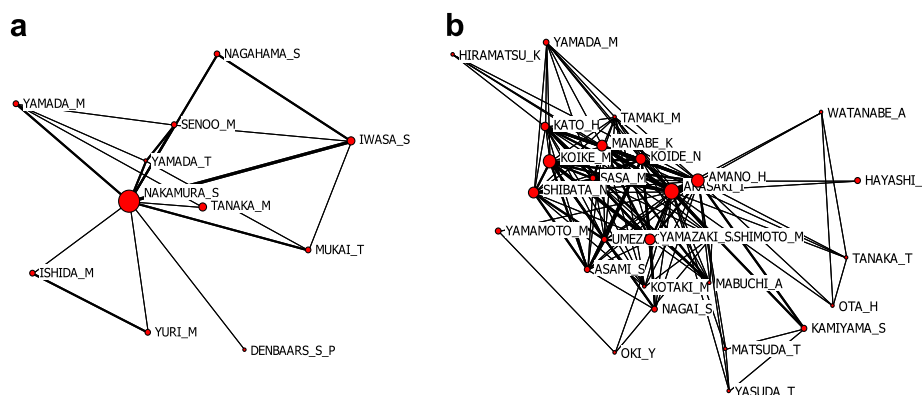 a
NAGAHAMA_S
YAMADA_M
SENOO_M
IWASA_S
YAMADA_T
NAKAMURA_S
TANAKA_M
MUKAI_T
ISHIDA_M
YURI_M
DENBAARS_S_P
b
YAMADA_M
HIRAMATSU_K
WATANABE_A
TAMAKI_M
KATO_H
MANABE_K
KOIKE_M
KOIDE_N
SASA_M
AMANO_H
HAYASHI_
SHIBATA_N
YAMAMOTO_M
UMEZ
YAMAZAKI_S
SHIMOTO_M
TANAKA_T
ASAMI_S
KOTAKI_M
MABUCHI_A
NAGAI_S
OTA_H
KAMIYAMA_S
OKI_Y
MATSUDA_T
YASUDA_T